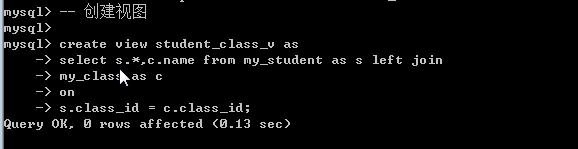 mysql> -- 创建视图
mysql>
mysql> create view student_class_v as
    -> select s.*,c.name from my_student as s left join
    -> my_class as c
    -> on
    -> s.class_id = c.class_id;
Query OK, 0 rows affected (0.13 sec)